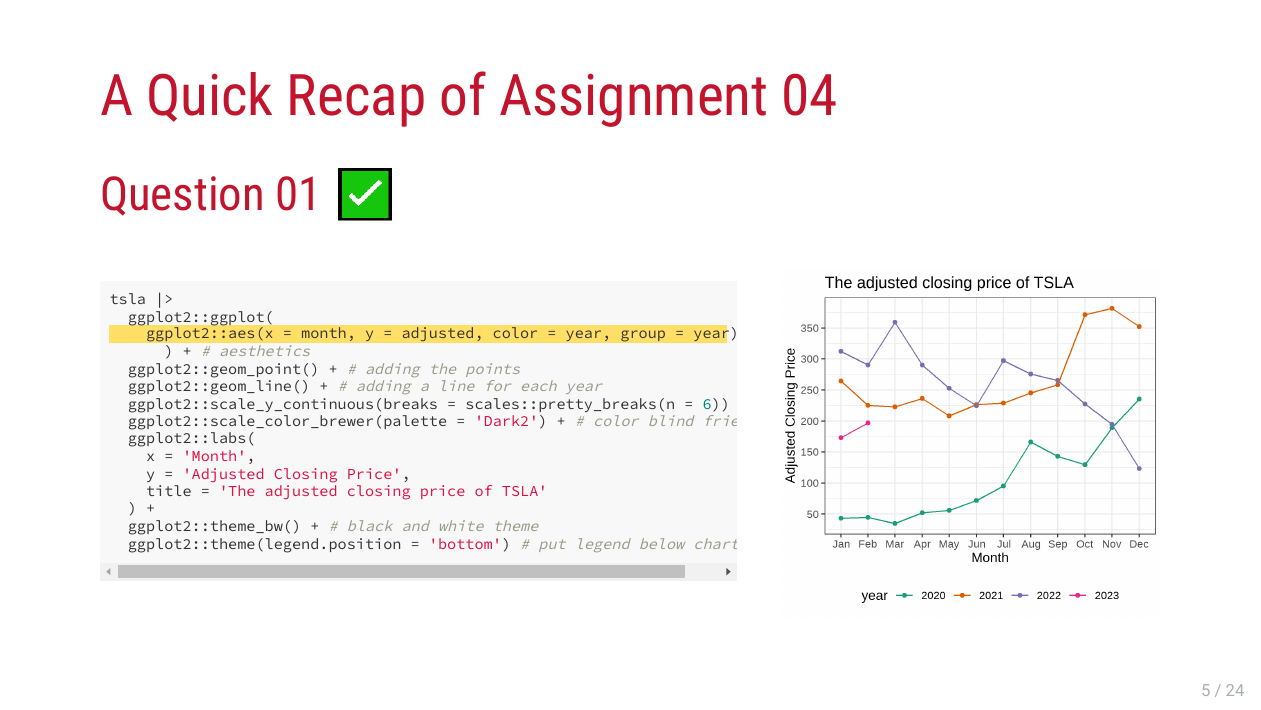 A Quick Recap of Assignment 04
Question 01
tsla |>
ggplot2::ggplot(
ggplot2::aes(x = month, y = adjusted, color = year, group = year)
) + # aesthetics
ggplot2::geom_point() + # adding the points
ggplot2::geom_line() + # adding a line for each year
ggplot2::scale_y_continuous(breaks = scales::pretty_breaks(n = 6))
ggplot2::scale_color_brewer(palette = 'Dark2') + # color blind frie
ggplot2::labs(
x = 'Month',
y = 'Adjusted Closing Price',
title = 'The adjusted closing price of TSLA'
) +
ggplot2::theme_bw() + # black and white theme
ggplot2::theme(legend.position = 'bottom') # put legend below chart
The adjusted closing price of TSLA
Adjusted Closing Price
350
300
250
200
150
100
50
Jan Feb Mar Apr May Jun Jul Aug Sep Oct Nov Dec
Month
year 2020 2021 2022 2023
5 / 24